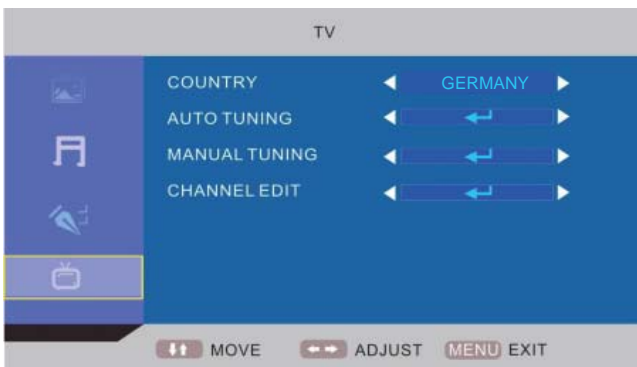 TV
COUNTRY GERMANY
AUTO TUNING
MANUAL TUNING
CHANNEL EDIT
MOVE ADJUST MENU EXIT